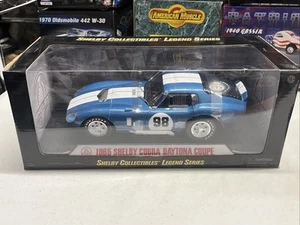 1970 Oldsmobile 442 W-30
AMERICAN MUSCLE
1940 GASSER
SHELBY COLLECTIBLES LEGEND SERIES
98
1965 SHELBY COBRA DAYTONA COUPE
SHELBY COLLECTIBLES LEGEND SERIES